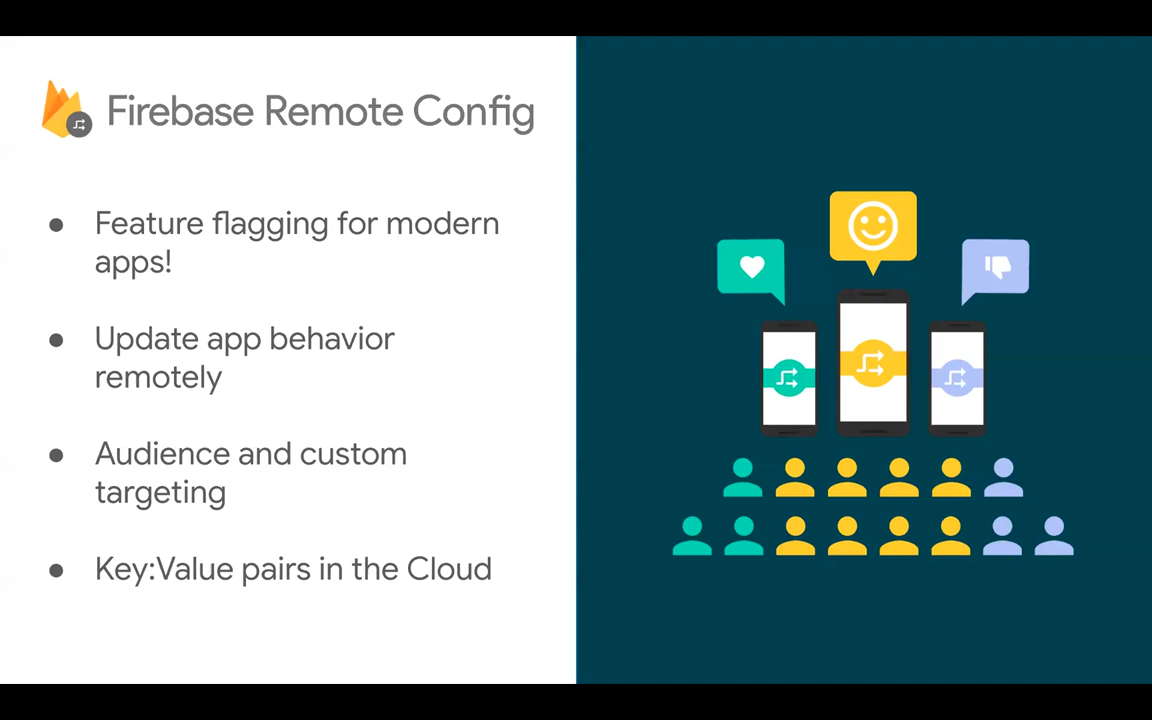 Firebase Remote Config
● Feature flagging for modern
apps!
● Update app behavior
remotely
● Audience and custom
targeting
● Key:Value pairs in the Cloud